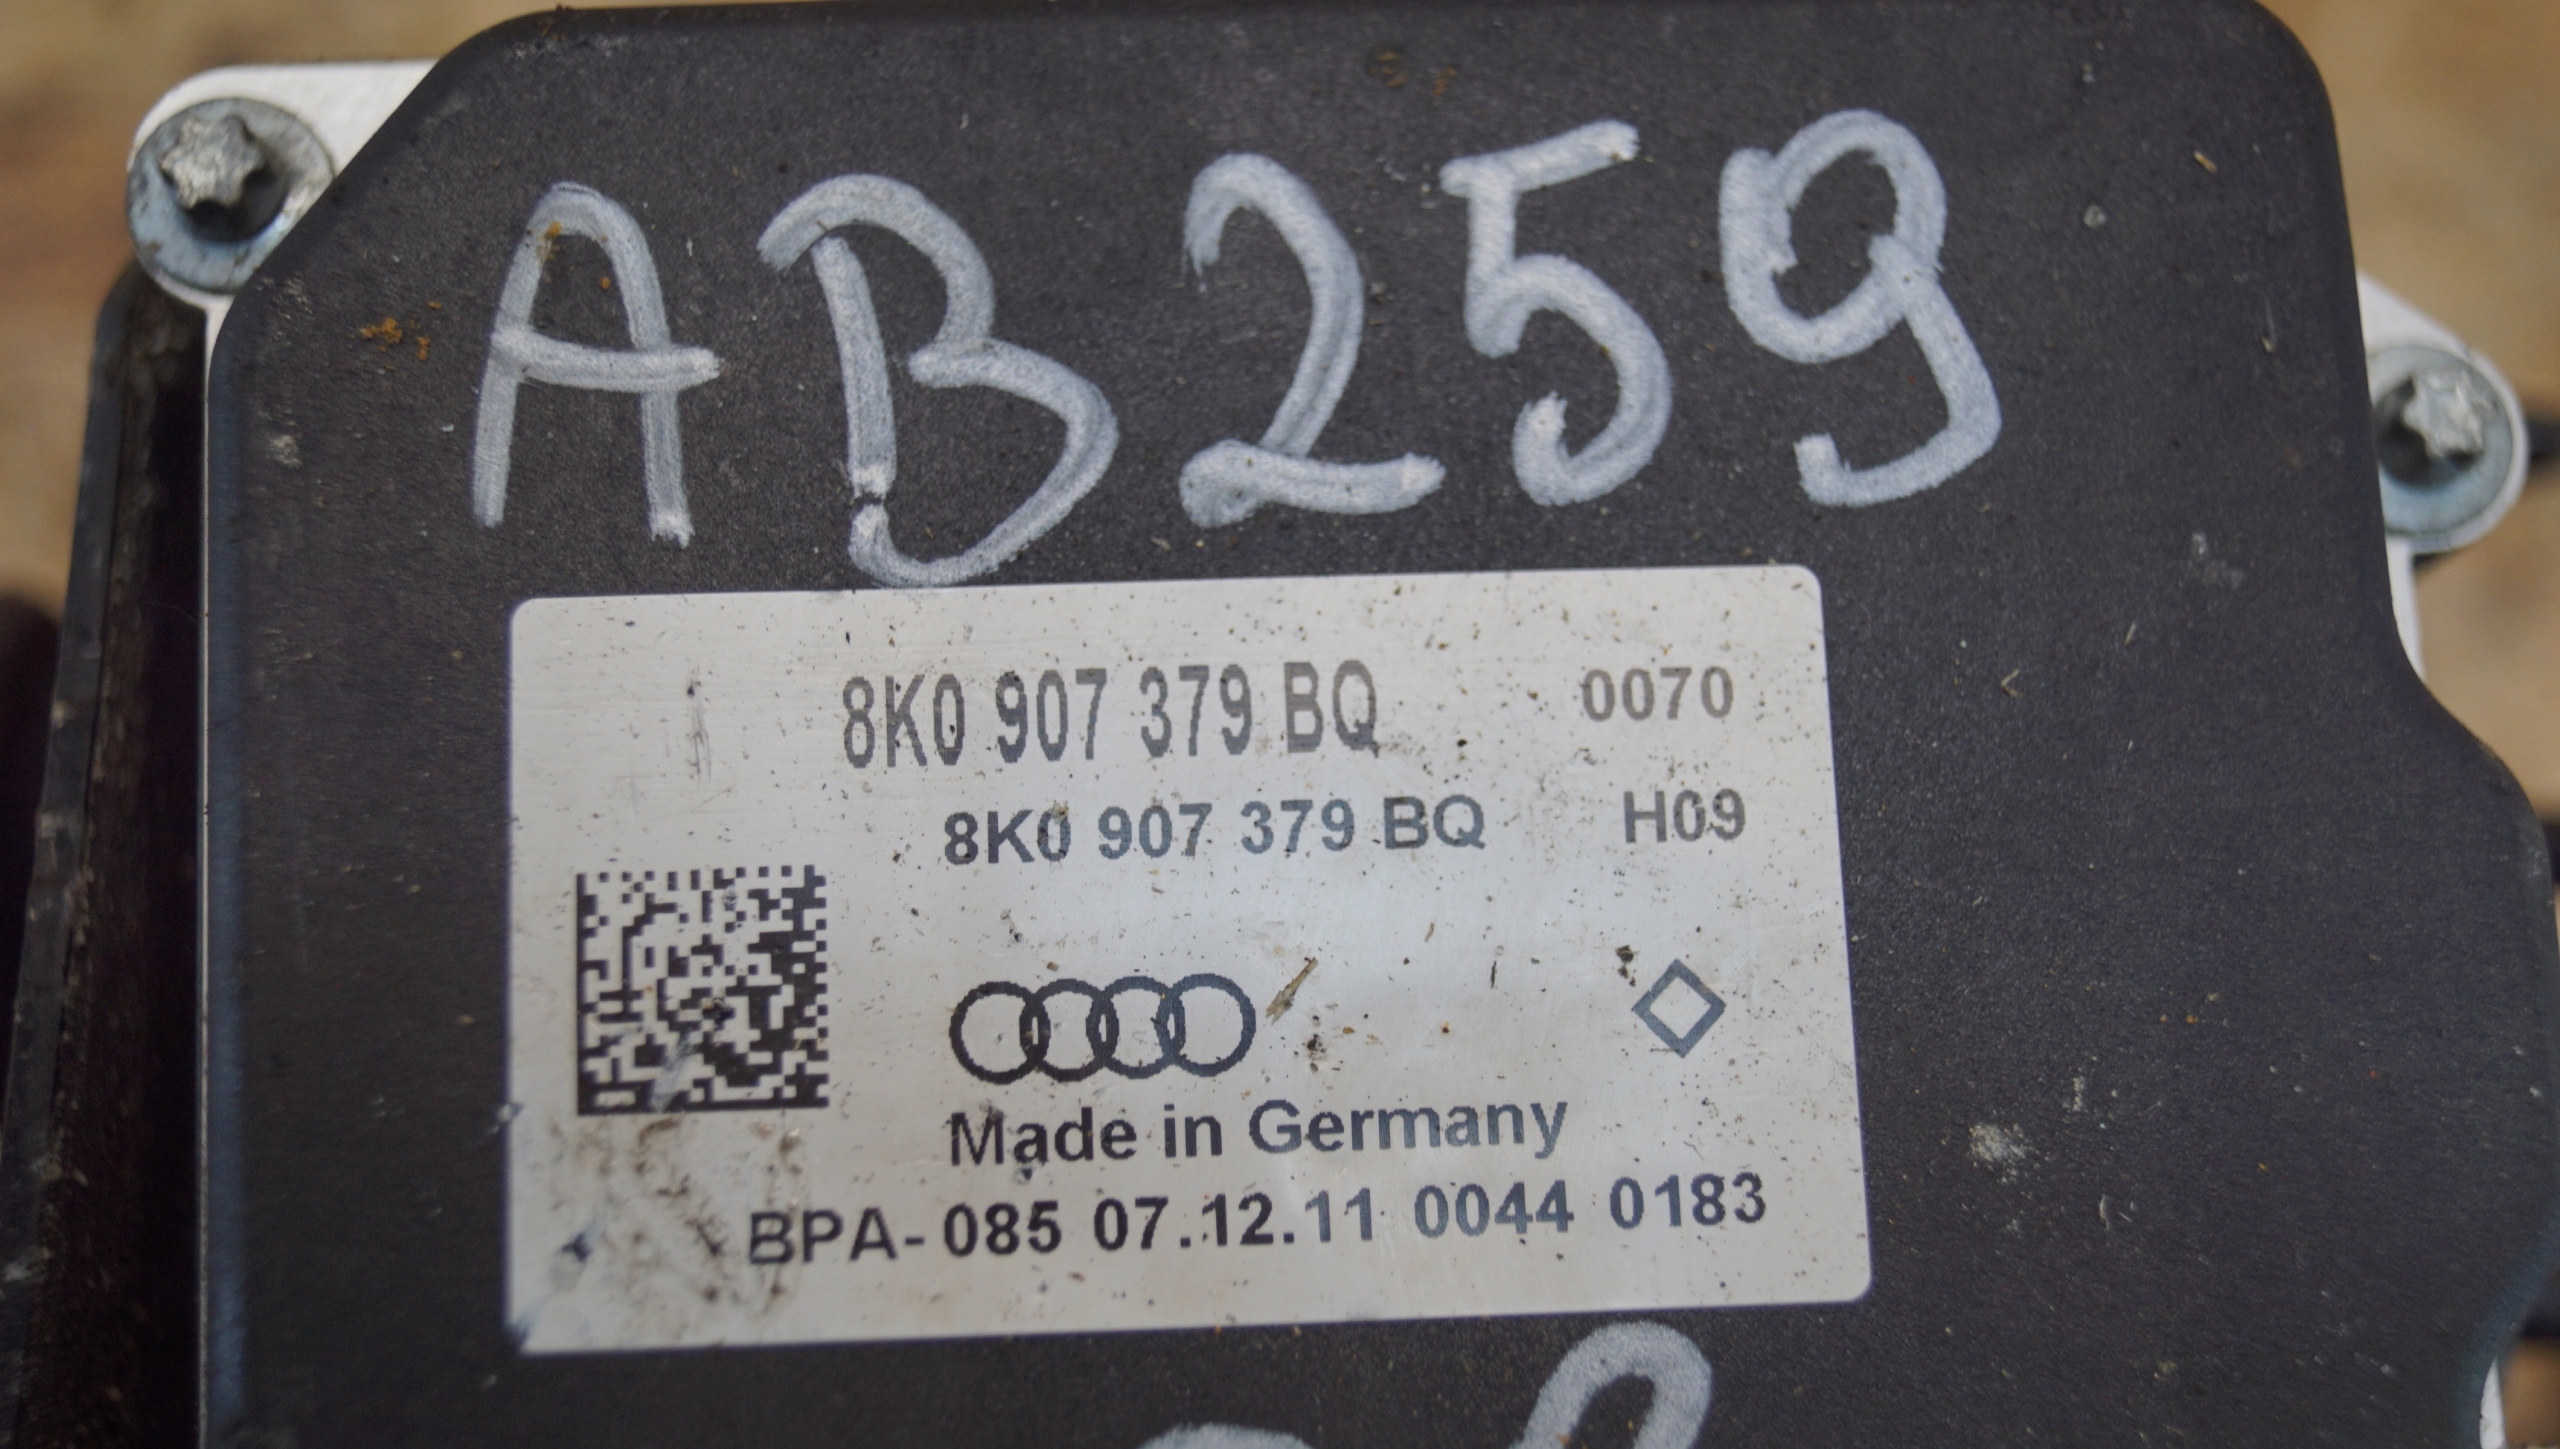 AB259
8K0 907 379 BQ 0070
8K0 907 379 BQ H09
Made in Germany
BPA-085 07.12.11 0044 0183